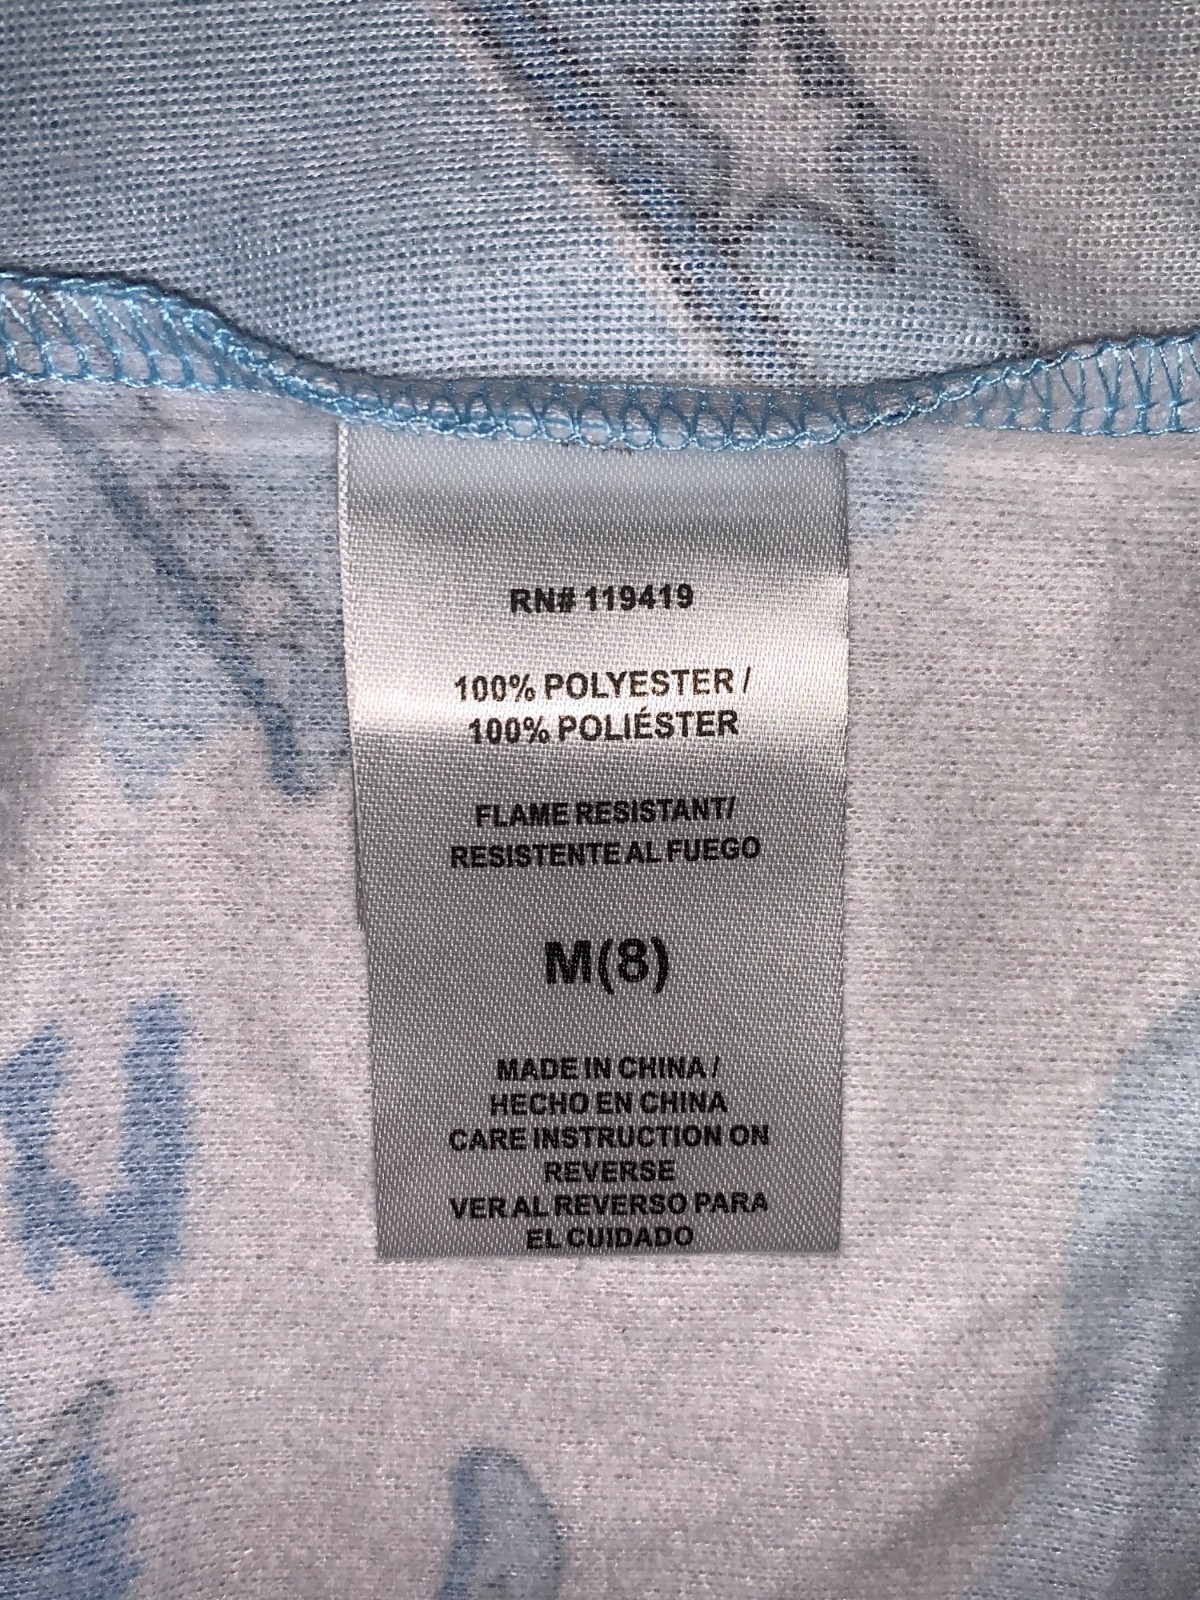 RN# 119419
100% POLYESTER /
100% POLIÉSTER
FLAME RESISTANT/
RESISTENTE AL FUEGO
M(8)
MADE IN CHINA /
HECHO EN CHINA
CARE INSTRUCTION ON
REVERSE
VER AL REVERSO PARA
EL CUIDADO